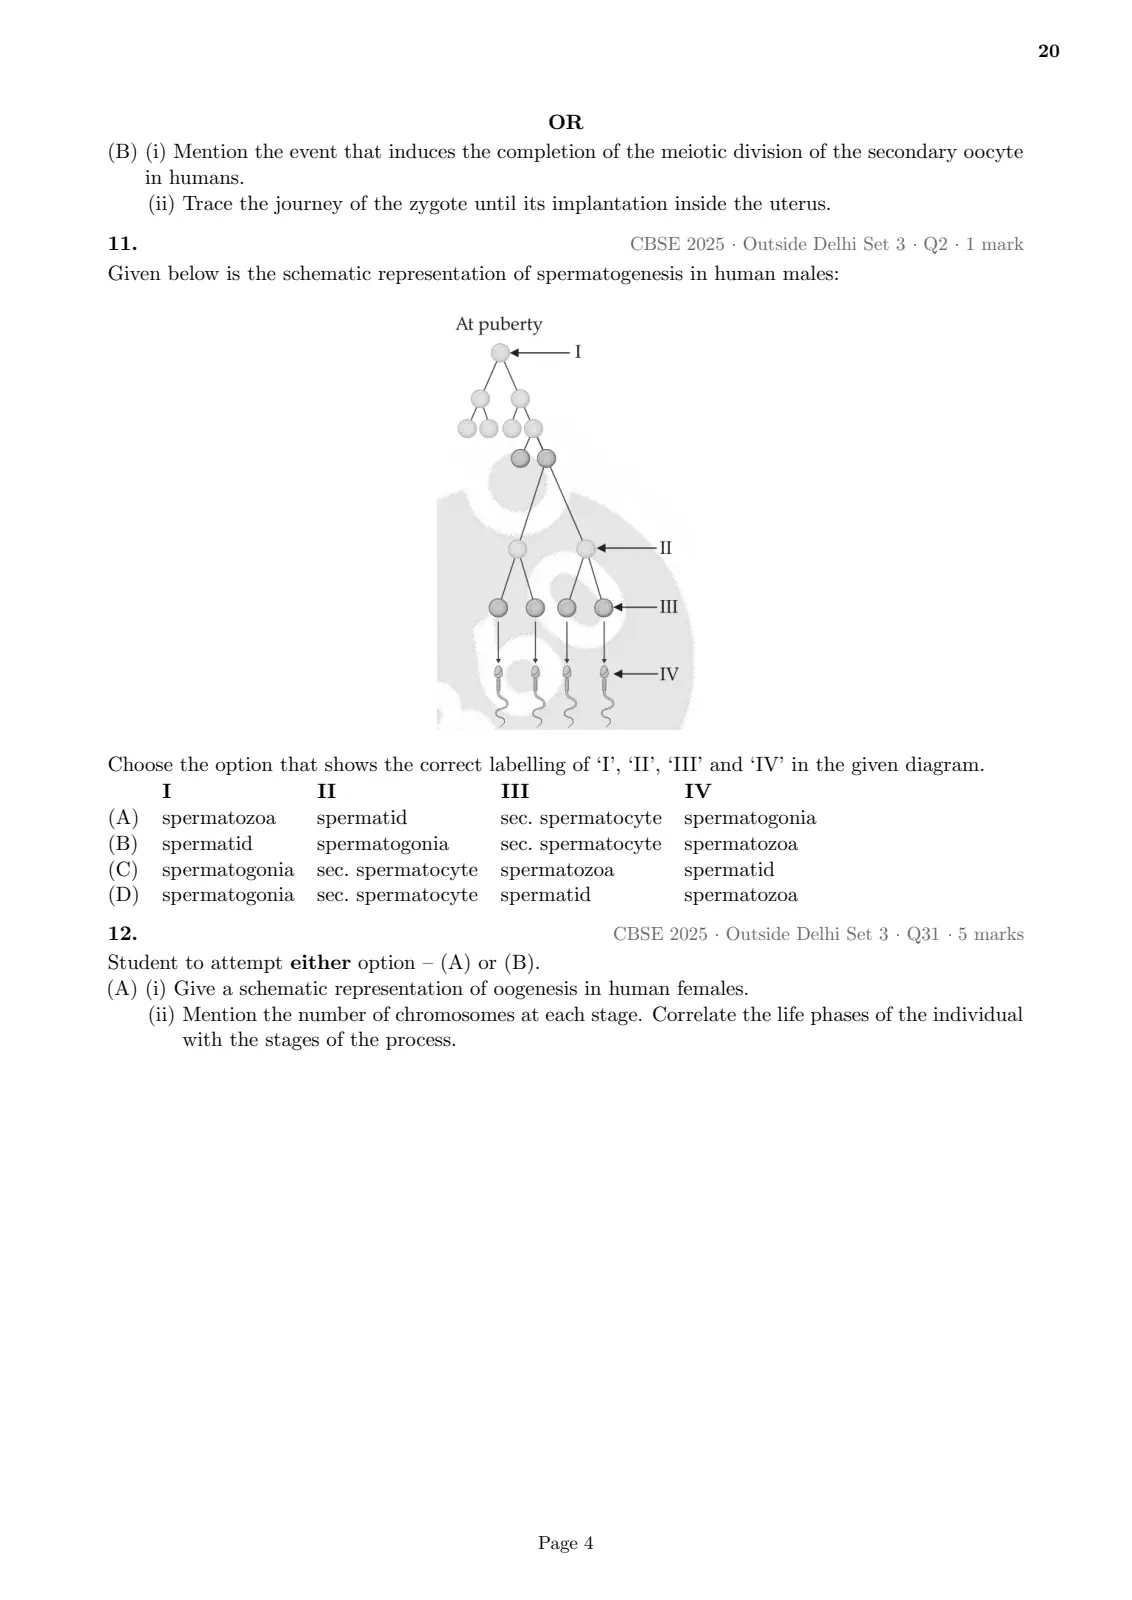 20
OR
(B) (i) Mention the event that induces the completion of the meiotic division of the secondary oocyte
in humans.
(ii) Trace the journey of the zygote until its implantation inside the uterus.
11. CBSE 2025 · Outside Delhi Set 3 · Q2 · 1 mark
Given below is the schematic representation of spermatogenesis in human males:
At puberty
I
II
III
IV
Choose the option that shows the correct labelling of ‘I’, ‘II’, ‘III’ and ‘IV’ in the given diagram.
I II III IV
(A) spermatozoa spermatid sec. spermatocyte spermatogonia
(B) spermatid spermatogonia sec. spermatocyte spermatozoa
(C) spermatogonia sec. spermatocyte spermatozoa spermatid
(D) spermatogonia sec. spermatocyte spermatid spermatozoa
12. CBSE 2025 · Outside Delhi Set 3 · Q31 · 5 marks
Student to attempt either option – (A) or (B).
(A) (i) Give a schematic representation of oogenesis in human females.
(ii) Mention the number of chromosomes at each stage. Correlate the life phases of the individual
with the stages of the process.
Page 4